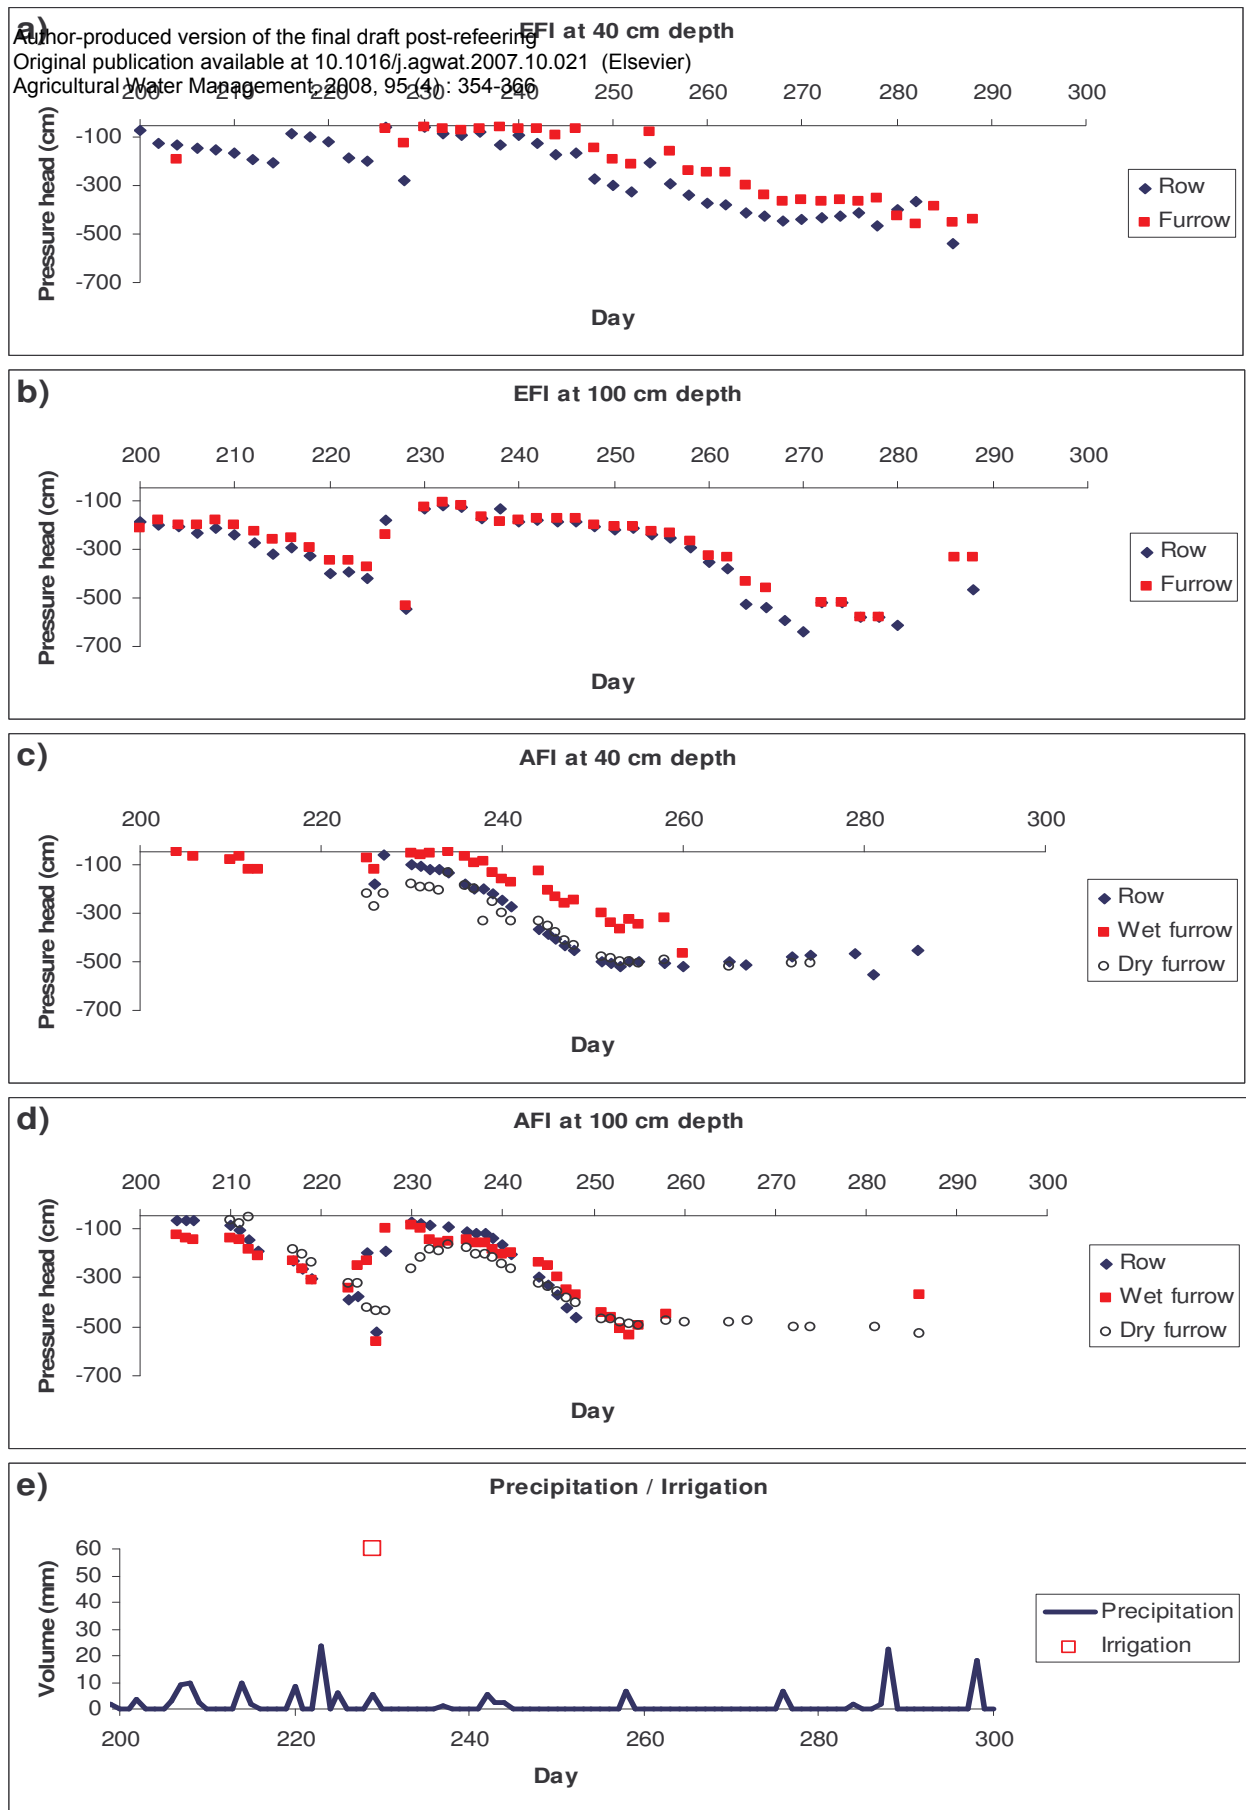 a)
EFI at 40 cm depth
Author-produced version of the final draft post-refeering
Original publication available at 10.1016/j.agwat.2007.10.021 (Elsevier)
Agricultural Water Management, 2008, 95 (4) : 354-366
200 210 220 230 240 250 260 270 280 290 300
Pressure head (cm)
-100
-300
-500
-700
Day
Row
Furrow
b)
EFI at 100 cm depth
200 210 220 230 240 250 260 270 280 290 300
Pressure head (cm)
-100
-300
-500
-700
Day
Row
Furrow
c)
AFI at 40 cm depth
200 220 240 260 280 300
Pressure head (cm)
-100
-300
-500
-700
Day
Row
Wet furrow
Dry furrow
d)
AFI at 100 cm depth
200 210 220 230 240 250 260 270 280 290 300
Pressure head (cm)
-100
-300
-500
-700
Day
Row
Wet furrow
Dry furrow
e)
Precipitation / Irrigation
Volume (mm)
60
50
40
30
20
10
0
200 220 240 260 280 300
Day
Precipitation
Irrigation